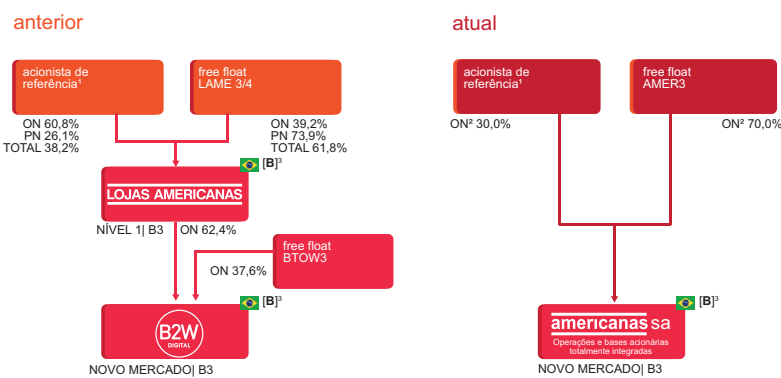 anterior
acionista de
referência¹
free float
LAME 3/4
ON 60,8%
PN 26,1%
TOTAL 38,2%
ON 39,2%
PN 73,9%
TOTAL 61,8%
[B]³
LOJAS AMERICANAS
NÍVEL 1| B3
ON 62,4%
free float
BTOW3
ON 37,6%
[B]³
B2W
DIGITAL
NOVO MERCADO| B3
atual
acionista de
referência¹
free float
AMER3
ON² 30,0%
ON² 70,0%
[B]³
americanas sa
Operações e bases acionárias
totalmente integradas
NOVO MERCADO| B3